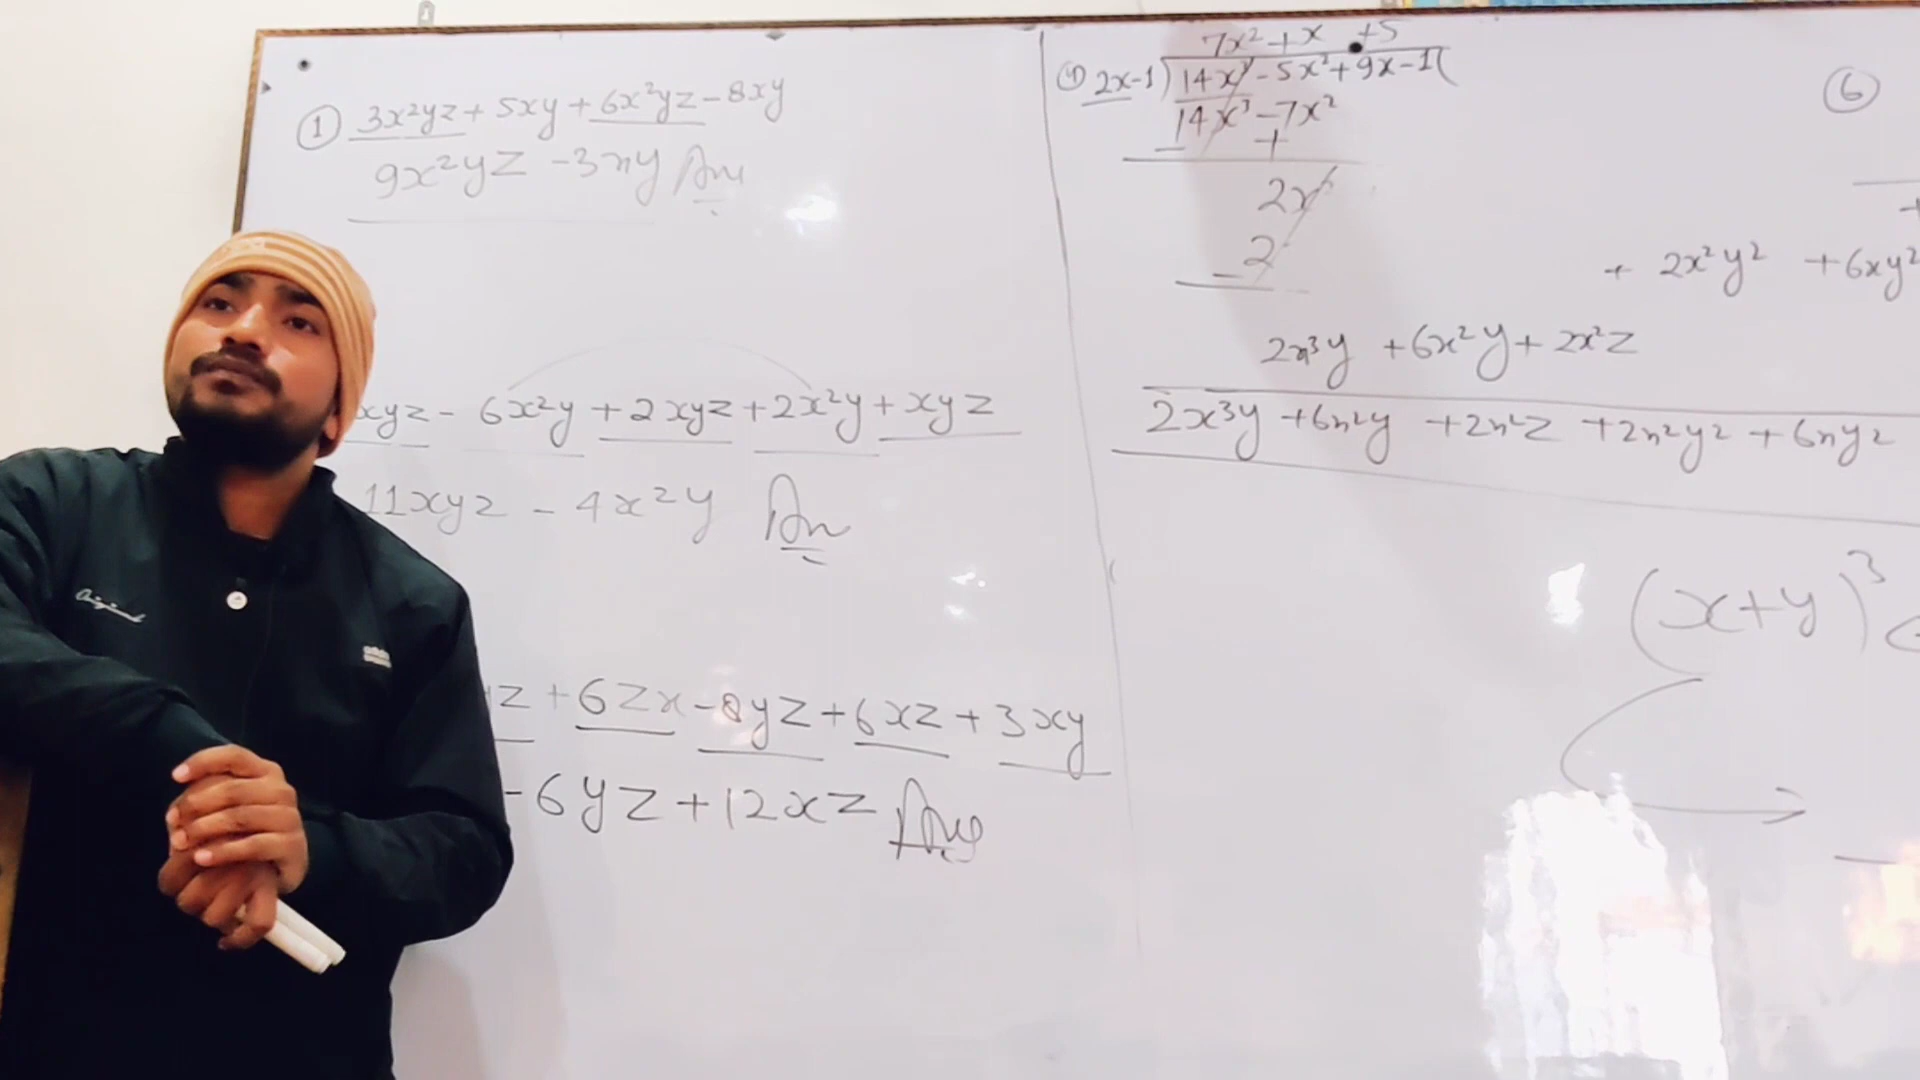 ① 3x²yz + 5xy + 6x²yz - 8xy
9x²yz - 3xy Ans
xyz - 6x²y + 2xyz + 2x²y + xyz
11xyz - 4x²y Ans
z + 6zx - 8yz + 6xz + 3xy
- 6yz + 12xz Ans
7x² + x + 5
④ 2x-1) 14x³ - 5x² + 9x - 1(
14x³ - 7x²
- +
2x
2
-
⑥
+
+ 2x²y² + 6xy²
2x³y + 6x²y + 2x²z
2x³y + 6x²y + 2x²z + 2x²y² + 6xy²
(x+y)³
Original